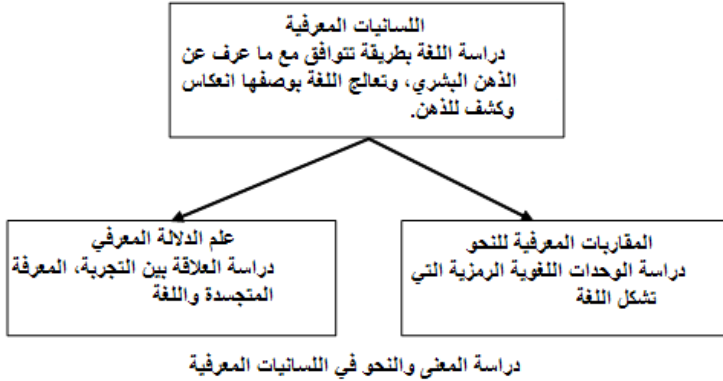 اللسانيات المعرفية
دراسة اللغة بطريقة تتوافق مع ما عرف عن
الذهن البشري، وتعالج اللغة بوصفها انعكاس
وكشف للذهن.
المقاربات المعرفية للنحو
دراسة الوحدات اللغوية الرمزية التي
تشكل اللغة
علم الدلالة المعرفي
دراسة العلاقة بين التجربة، المعرفة
المتجسدة واللغة
دراسة المعنى والنحو في اللسانيات المعرفية